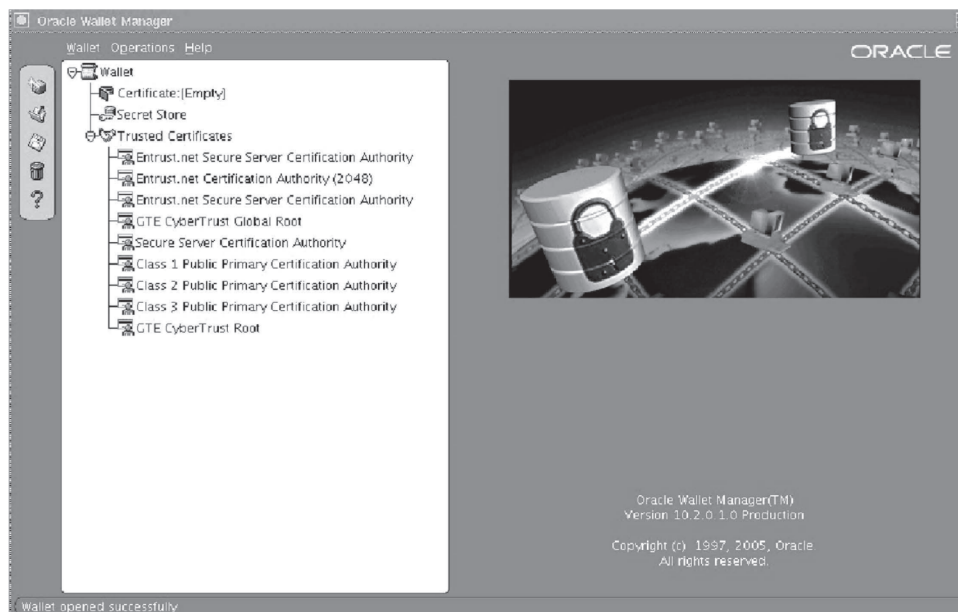 Oracle Wallet Manager
Wallet Operations Help
ORACLE
Wallet
Certificate:[Empty]
Secret Store
Trusted Certificates
Entrust.net Secure Server Certification Authority
Entrust.net Certification Authority (2048)
Entrust.net Secure Server Certification Authority
GTE CyberTrust Global Root
Secure Server Certification Authority
Class 1 Public Primary Certification Authority
Class 2 Public Primary Certification Authority
Class 3 Public Primary Certification Authority
GTE CyberTrust Root
?
Oracle Wallet Manager(TM)
Version 10.2.0.1.0 Production
Copyright (c) 1997, 2005, Oracle.
All rights reserved.
Wallet opened successfully